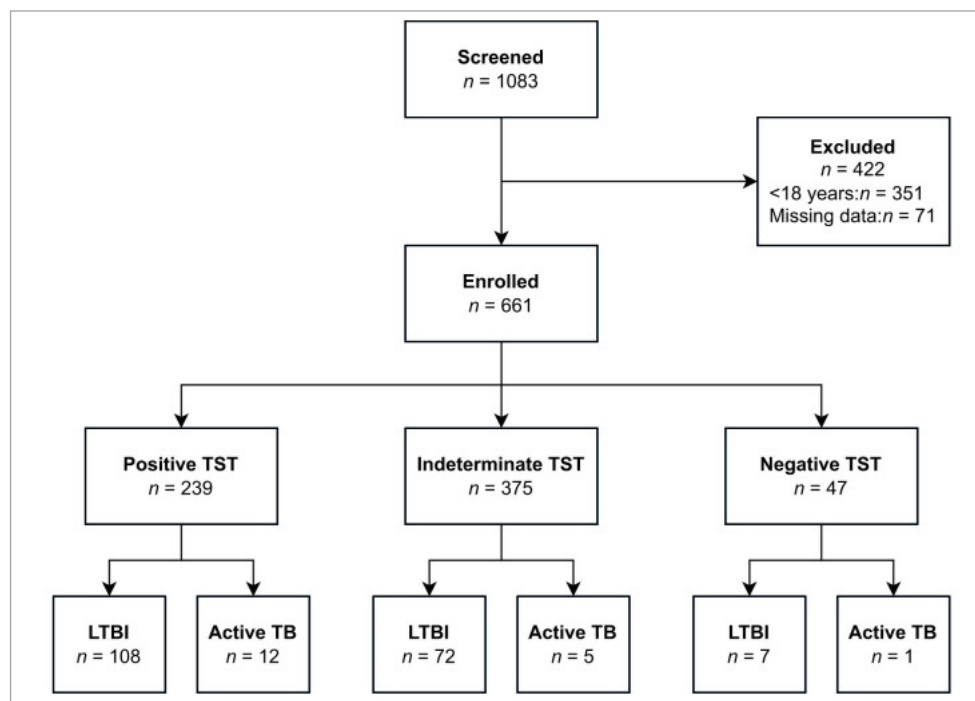 Screened
n = 1083
Excluded
n = 422
<18 years:n = 351
Missing data:n = 71
Enrolled
n = 661
Positive TST
n = 239
Indeterminate TST
n = 375
Negative TST
n = 47
LTBI
n = 108
Active TB
n = 12
LTBI
n = 72
Active TB
n = 5
LTBI
n = 7
Active TB
n = 1